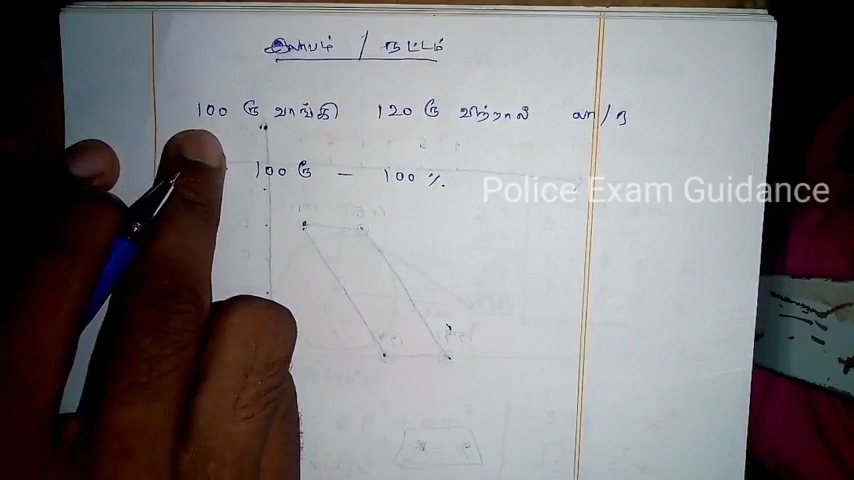 இலாபம் / நட்டம்
100 ரூ வாங்கி 120 ரூ விற்றால் லா/ந
100 ரூ – 100 %.
Police Exam Guidance